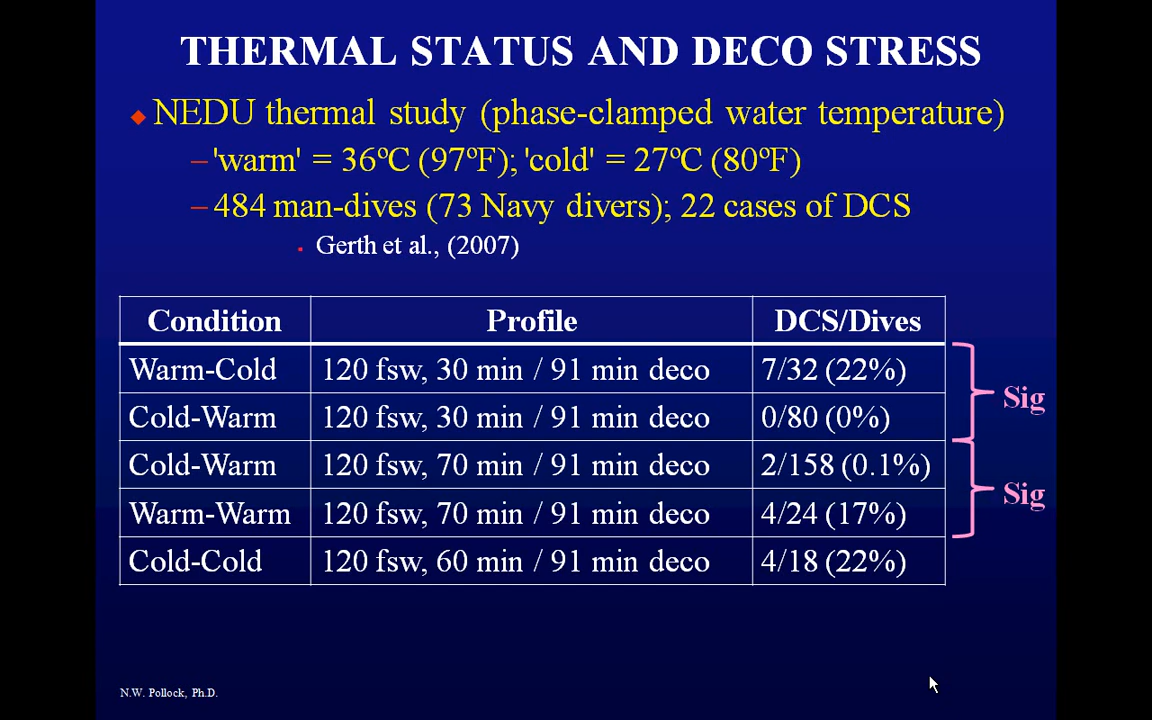 THERMAL STATUS AND DECO STRESS
NEDU thermal study (phase-clamped water temperature)
–'warm' = 36ºC (97ºF); 'cold' = 27ºC (80ºF)
–484 man-dives (73 Navy divers); 22 cases of DCS
• Gerth et al., (2007)
Condition Profile DCS/Dives
Warm-Cold 120 fsw, 30 min / 91 min deco 7/32 (22%)
Sig
Cold-Warm 120 fsw, 30 min / 91 min deco 0/80 (0%)
Cold-Warm 120 fsw, 70 min / 91 min deco 2/158 (0.1%)
Sig
Warm-Warm 120 fsw, 70 min / 91 min deco 4/24 (17%)
Cold-Cold 120 fsw, 60 min / 91 min deco 4/18 (22%)
N.W. Pollock, Ph.D.